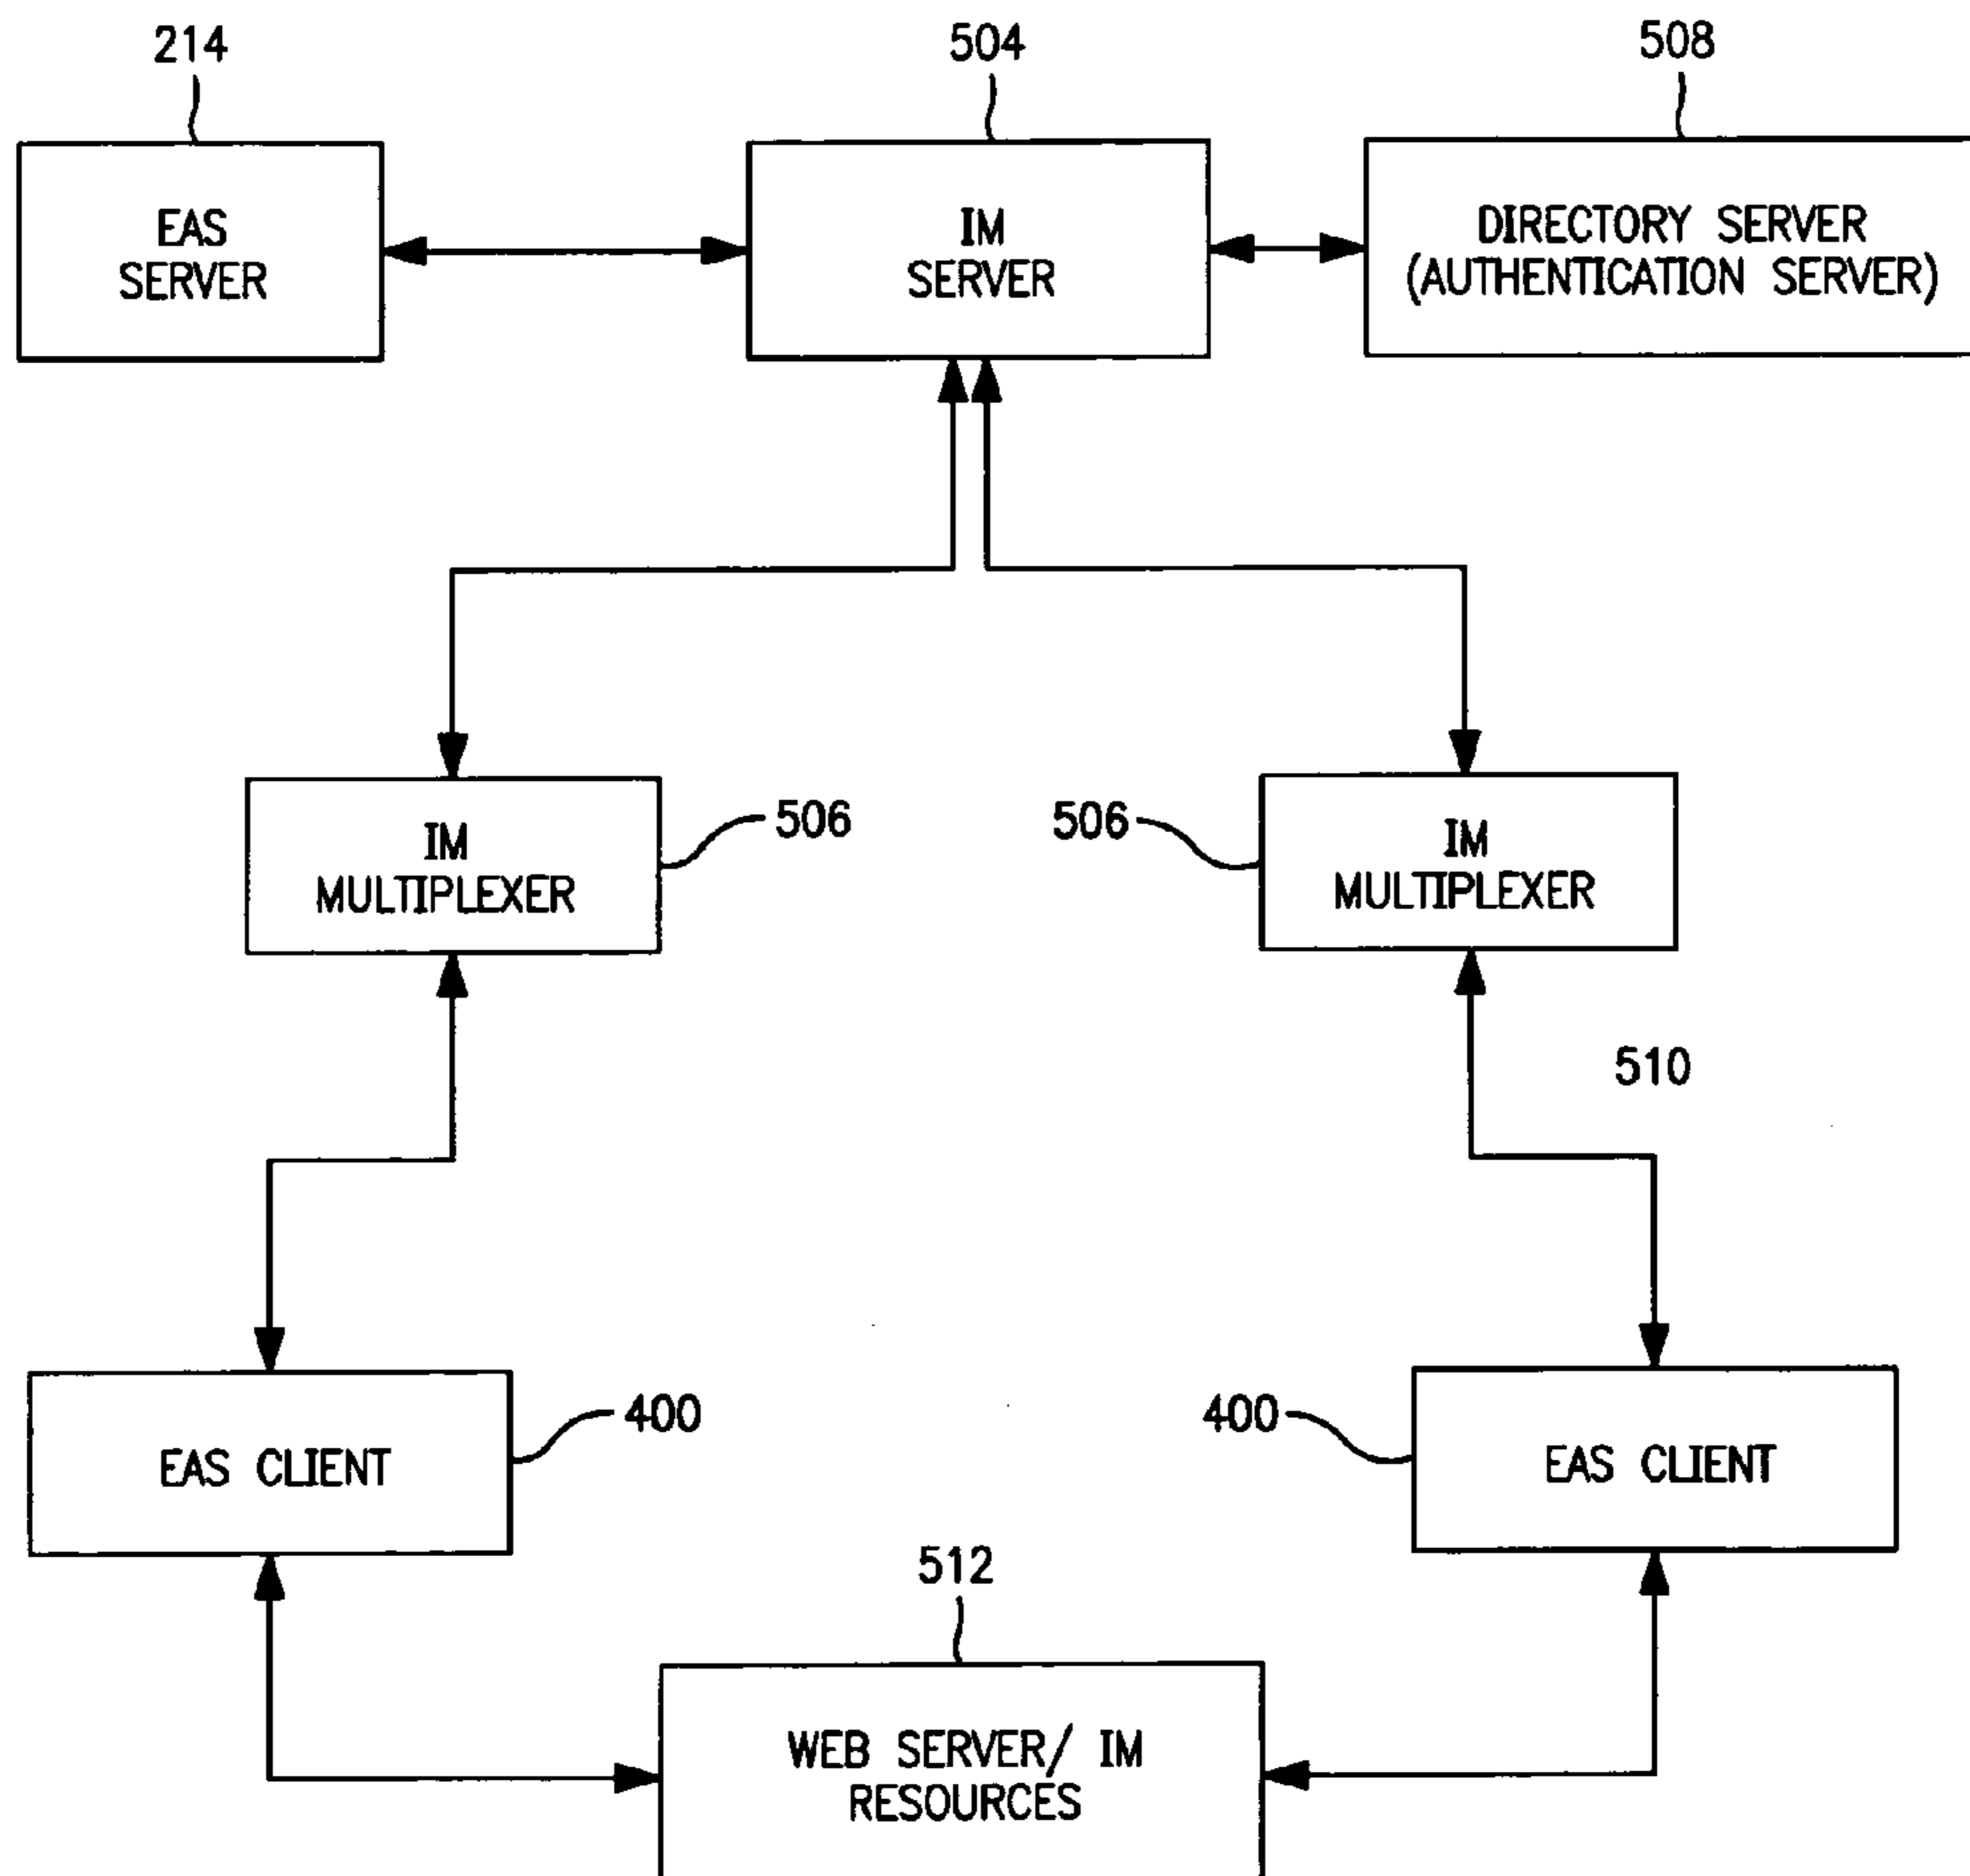 214
504
508
EAS
SERVER
IM
SERVER
DIRECTORY SERVER
(AUTHENTICATION SERVER)
IM
MULTIPLEXER
506
506
IM
MULTIPLEXER
510
EAS CLIENT
400
400
EAS CLIENT
512
WEB SERVER/ IM
RESOURCES